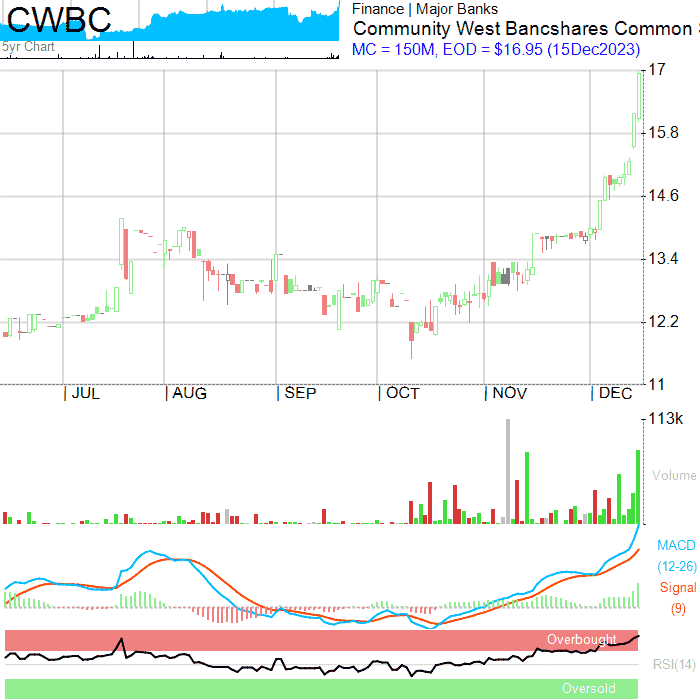 CWBC
Finance | Major Banks
Community West Bancshares Common
5yr Chart
MC = 150M, EOD = $16.95 (15Dec2023)
17
15.8
14.6
13.4
12.2
11
| JUL | AUG | SEP | OCT | NOV | DEC
113k
Volume
MACD
(12-26)
Signal
(9)
Overbought
RSI(14)
Oversold